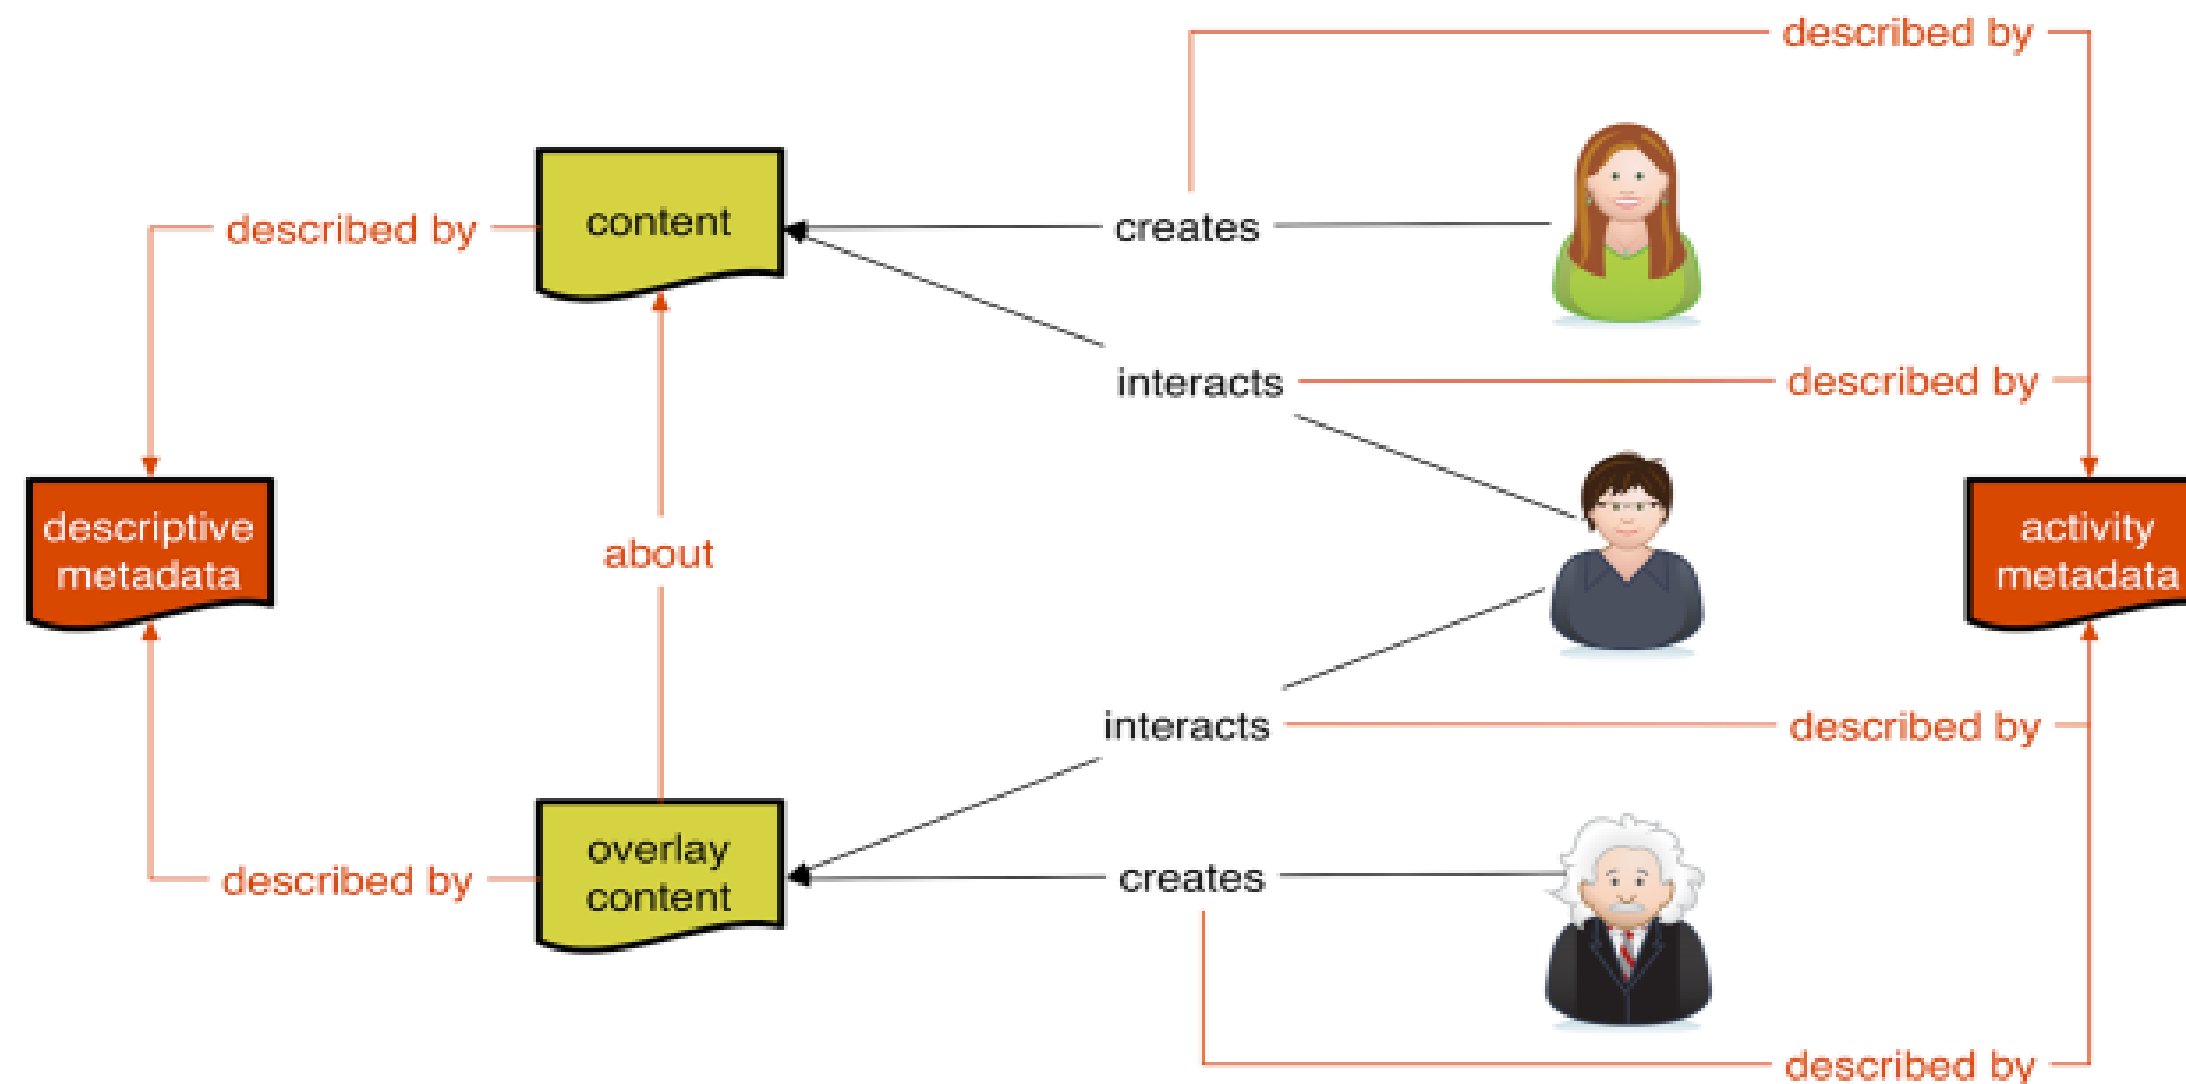 described by
described by
content
creates
interacts
described by
descriptive
metadata
about
activity
metadata
interacts
described by
described by
overlay
content
creates
described by